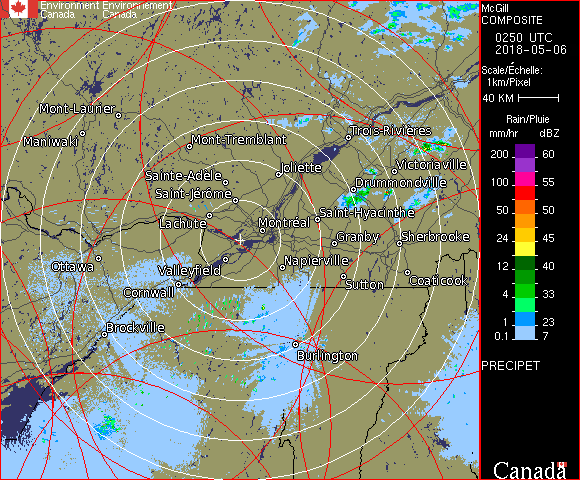 Environment Environnement
Canada Canada
Mont-Laurier
Maniwaki
Mont-Tremblant
Trois-Rivières
Sainte-Adèle
Joliette
Victoriaville
Saint-Jérôme
Drummondville
Lachute
Montréal
Saint-Hyacinthe
Granby
Sherbrooke
Ottawa
Valleyfield
Napierville
Cornwall
Sutton
Coaticook
Brockville
Burlington
McGill
COMPOSITE
0250 UTC
2018-05-06
Scale/Échelle:
1km/Pixel
40 KM
Rain/Pluie
mm/hr dBZ
200 60
150 57
100 55
50 50
24 45
12 40
4 33
2 23
0.1 7
PRECIPET
Canada